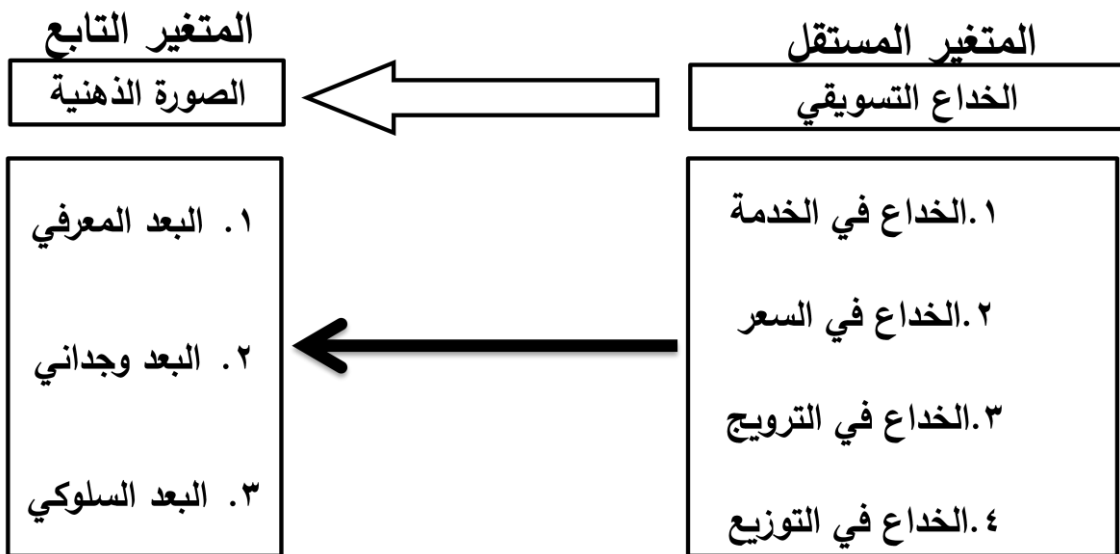 المتغير المستقل
الخداع التسويقي
١.الخداع في الخدمة
٢.الخداع في السعر
٣.الخداع في الترويج
٤.الخداع في التوزيع
المتغير التابع
الصورة الذهنية
١. البعد المعرفي
٢. البعد وجداني
٣. البعد السلوكي